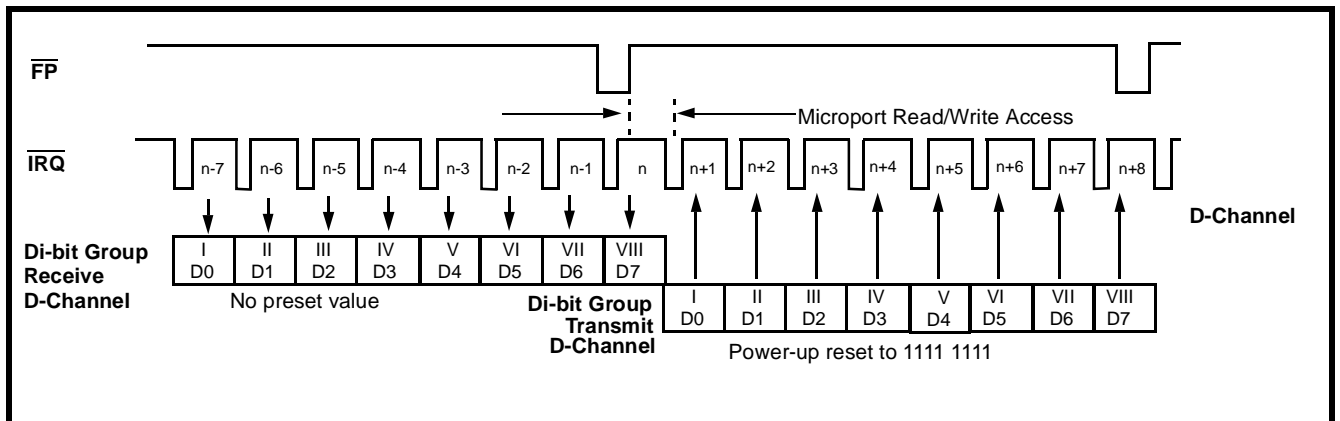 FP
Microport Read/Write Access
IRQ
n-7 n-6 n-5 n-4 n-3 n-2 n-1 n n+1 n+2 n+3 n+4 n+5 n+6 n+7 n+8
D-Channel
Di-bit Group
Receive
D-Channel
I II III IV V VI VII VIII
D0 D1 D2 D3 D4 D5 D6 D7
No preset value
Di-bit Group
Transmit
D-Channel
I II III IV V VI VII VIII
D0 D1 D2 D3 D4 D5 D6 D7
Power-up reset to 1111 1111